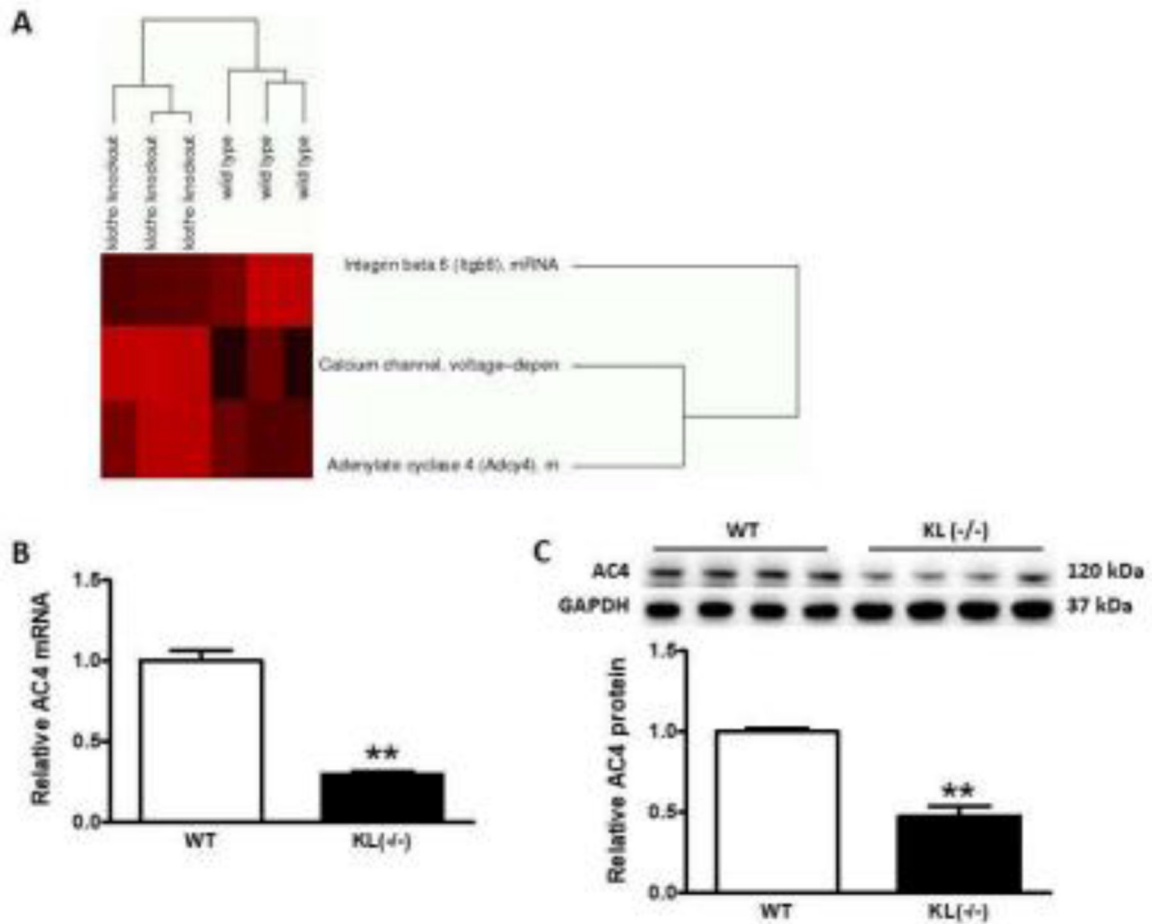 A
klotho knockout
klotho knockout
klotho knockout
wild type
wild type
wild type
Integrin beta 6 (Itgb6), mRNA
Calcium channel, voltage-depen
Adenylate cyclase 4 (Adcy4), m
B
Relative AC4 mRNA
1.5
1.0
0.5
0.0
WT
KL(-/-)
**
C
WT
KL (-/-)
AC4
120 kDa
GAPDH
37 kDa
Relative AC4 protein
1.5
1.0
0.5
0.0
**
WT
KL(-/-)